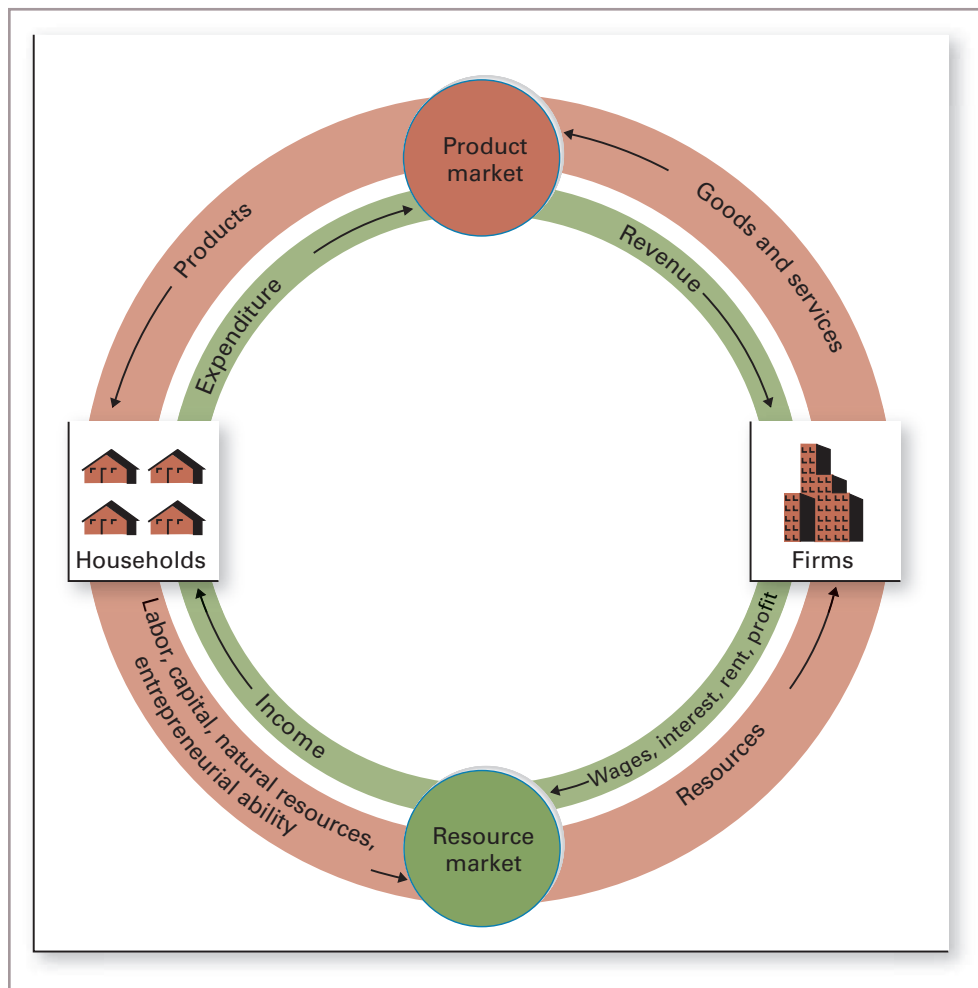 Product
market
Goods and services
Products
Revenue
Expenditure
Households
Firms
Labor, capital, natural resources,
entrepreneurial ability
Income
Wages, interest, rent, profit
Resources
Resource
market